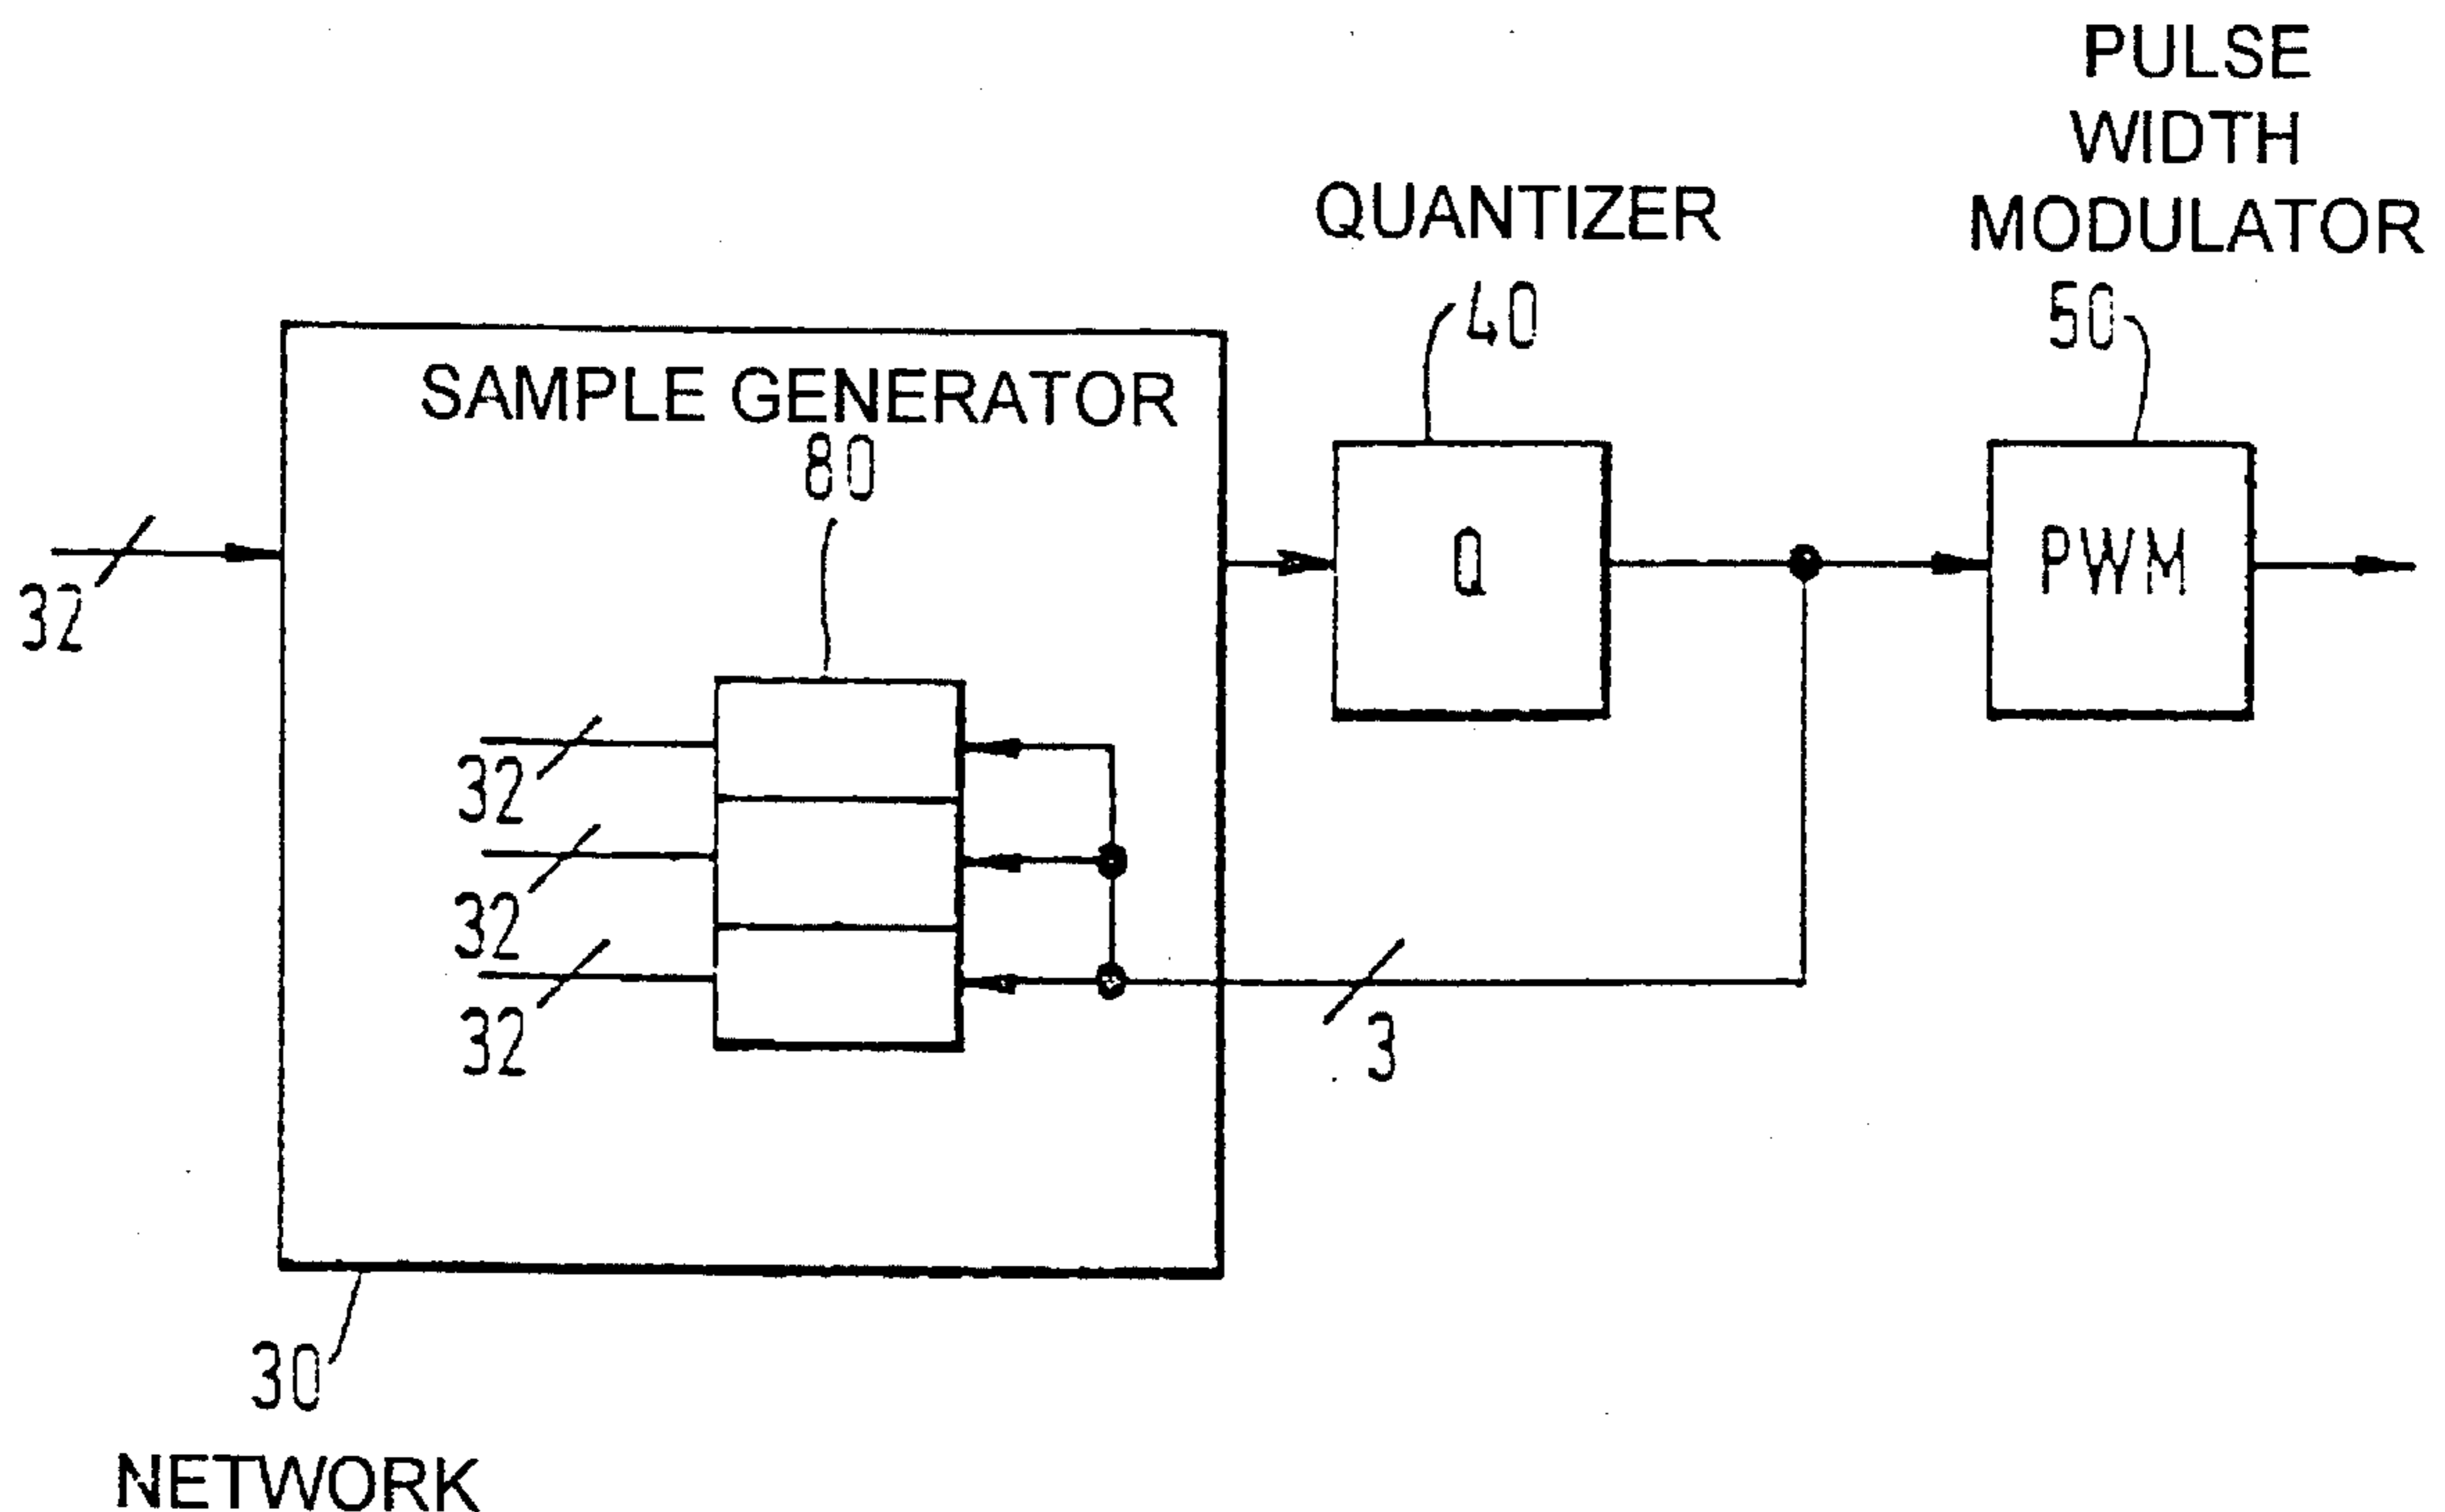 PULSE
WIDTH
MODULATOR
50
QUANTIZER
40
SAMPLE GENERATOR
80
32
Q
PWM
32
32
32
3
30
NETWORK